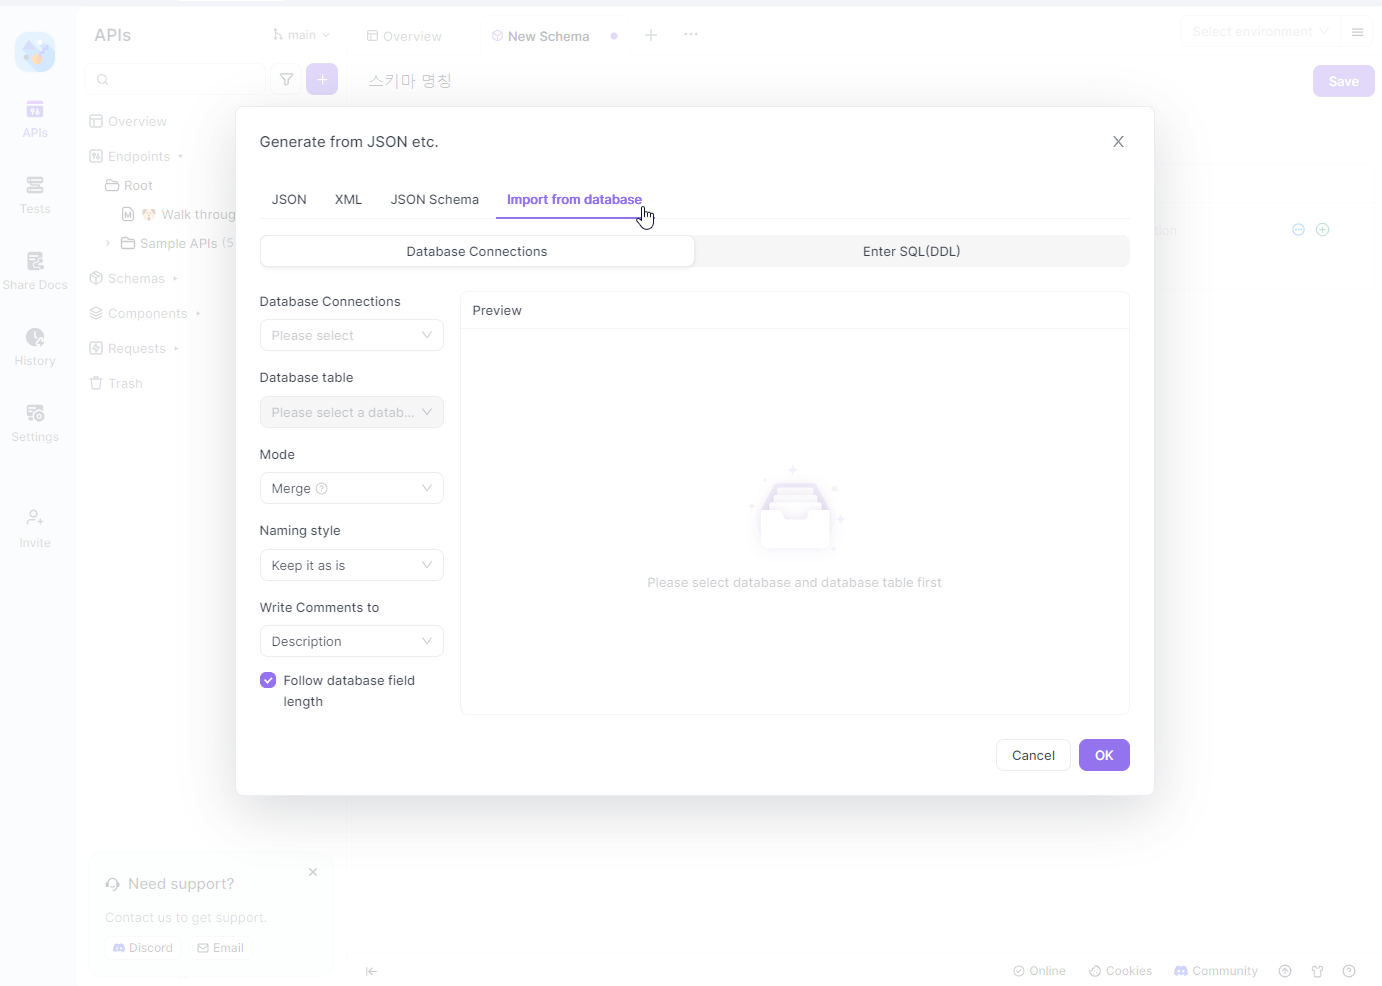 APIs
main
Overview
New Schema
Select environment
스키마 명칭
Save
APIs
Tests
Share Docs
History
Settings
Invite
Overview
Endpoints
Root
Walk throug
Sample APIs (5
Schemas
Components
Requests
Trash
Generate from JSON etc.
JSON
XML
JSON Schema
Import from database
Database Connections
Enter SQL(DDL)
Database Connections
Please select
Database table
Please select a datab...
Mode
Merge
Naming style
Keep it as is
Write Comments to
Description
Follow database field
length
Preview
Please select database and database table first
Cancel
OK
tion
Need support?
Contact us to get support.
Discord
Email
Online
Cookies
Community